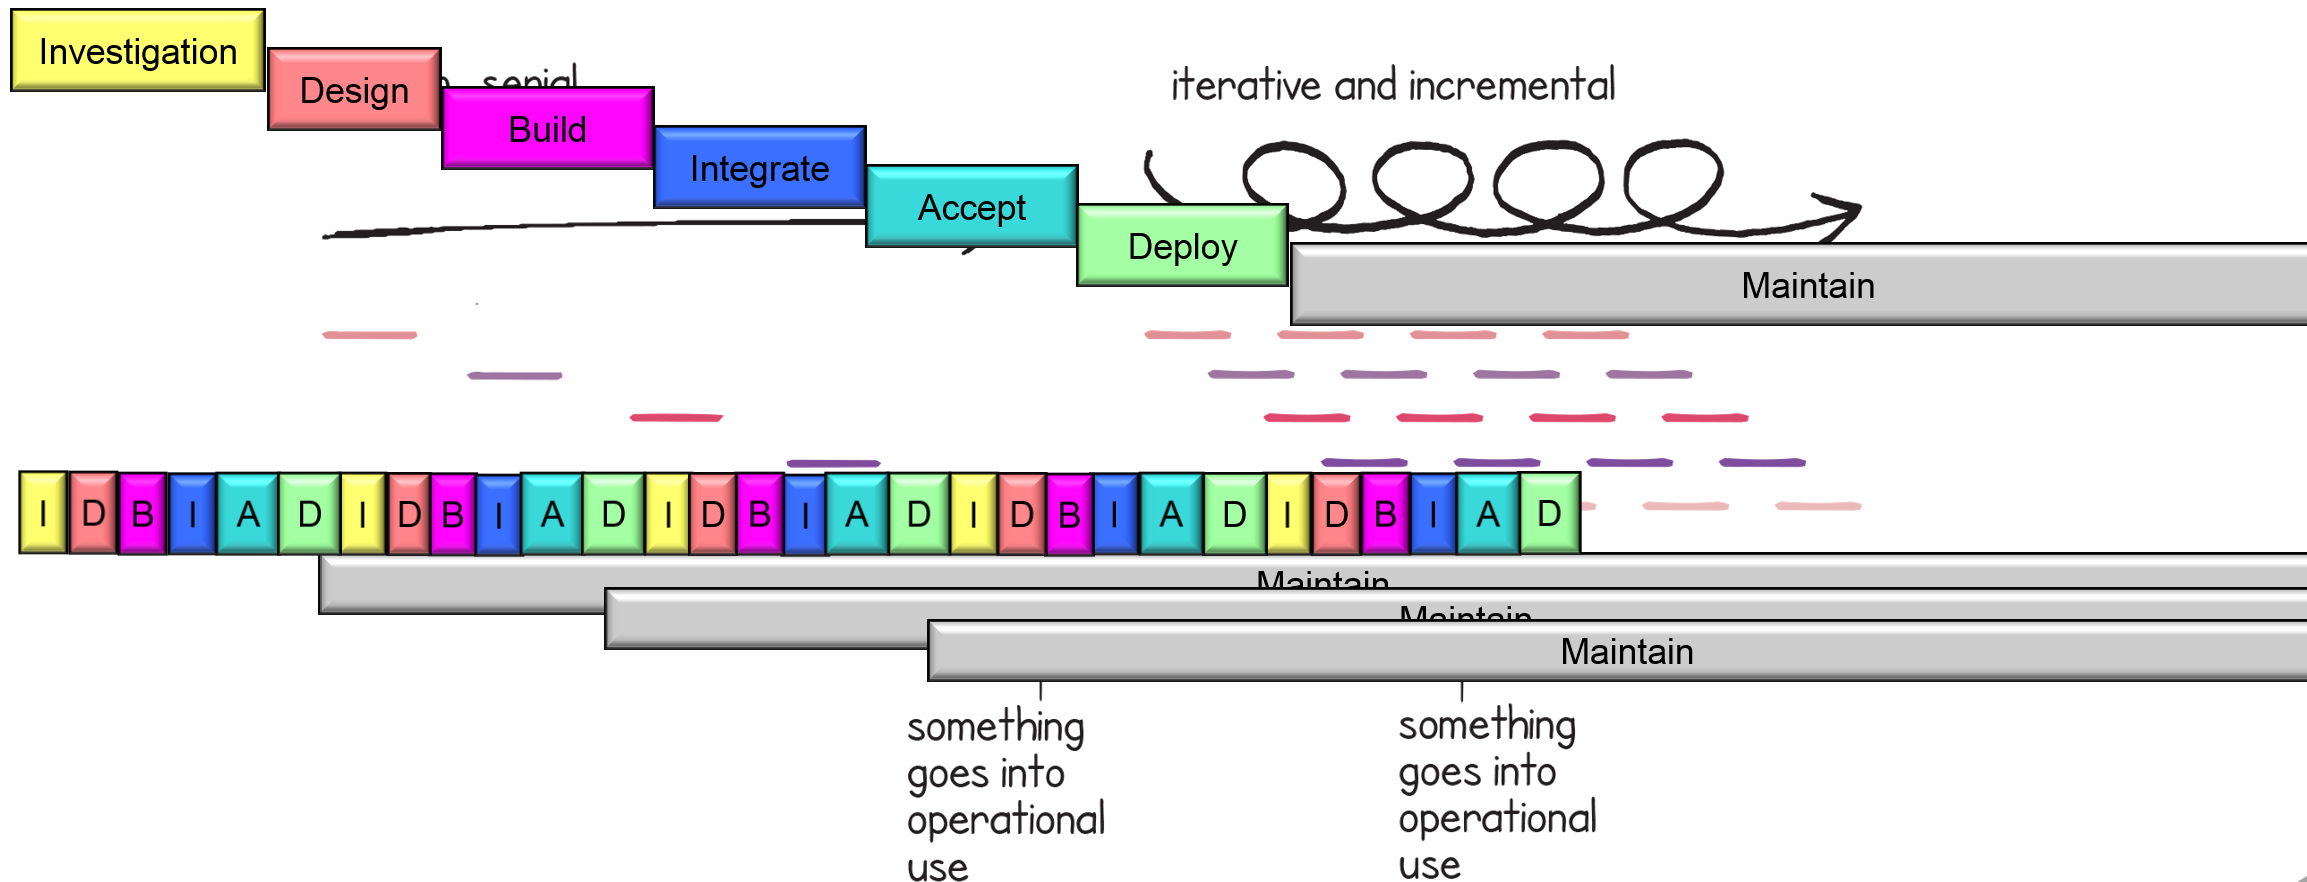 Investigation
Design
serial
iterative and incremental
Build
Integrate
Accept
Deploy
Maintain
I D B I A D I D B I A D I D B I A D I D B I A D I D B I A D
Maintain
Maintain
Maintain
something
goes into
operational
use
something
goes into
operational
use